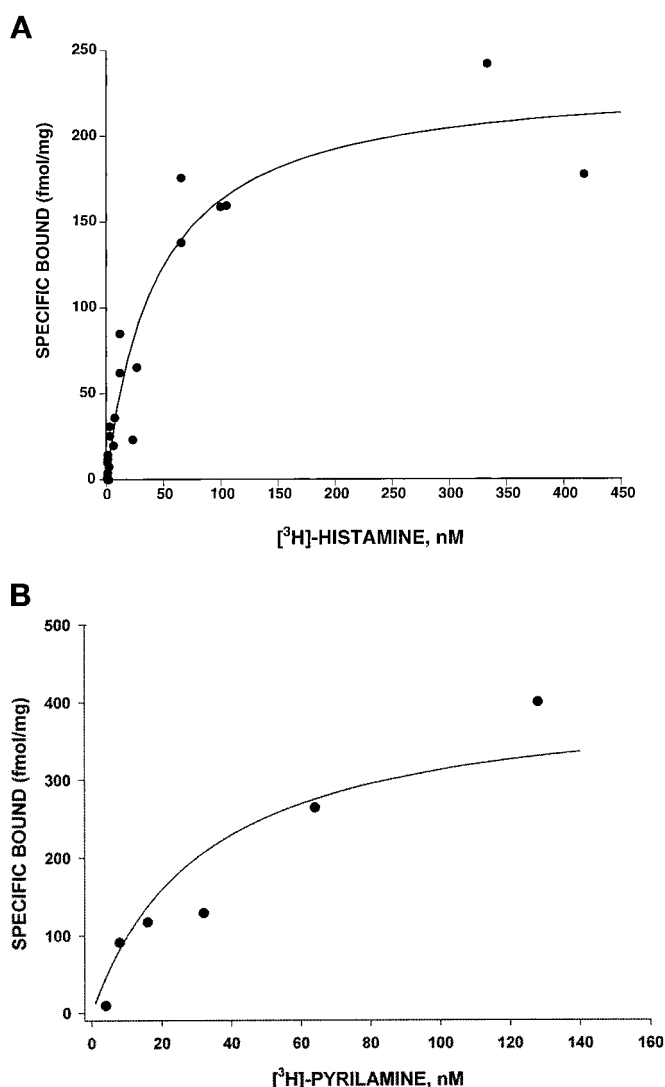 A
250
200
150
100
50
0
SPECIFIC BOUND (fmol/mg)
0 50 100 150 200 250 300 350 400 450
[³H]-HISTAMINE, nM
B
500
400
300
200
100
0
SPECIFIC BOUND (fmol/mg)
0 20 40 60 80 100 120 140 160
[³H]-PYRILAMINE, nM